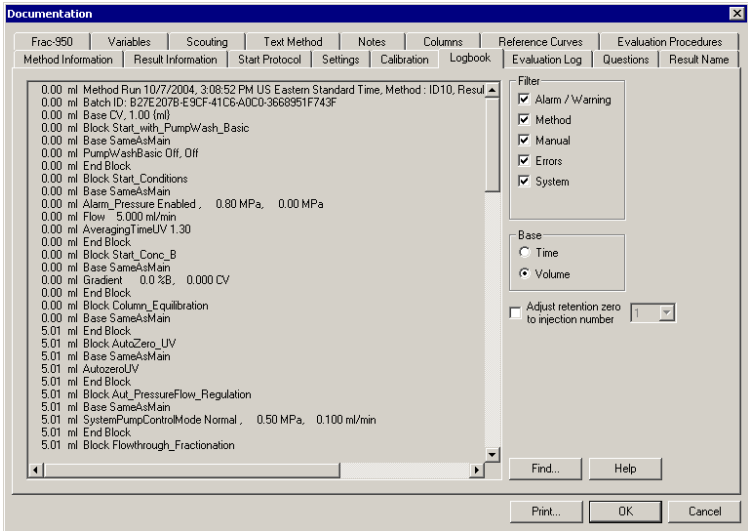 Documentation
Frac-950 Variables Scouting Text Method Notes Columns Reference Curves Evaluation Procedures
Method Information Result Information Start Protocol Settings Calibration Logbook Evaluation Log Questions Result Name
0.00 ml Method Run 10/7/2004, 3:08:52 PM US Eastern Standard Time, Method : ID10, Resul
0.00 ml Batch ID: B27E207B-E9CF-41C6-A0C0-3668951F743F
0.00 ml Base CV, 1.00 {ml}
0.00 ml Block Start_with_PumpWash_Basic
0.00 ml Base SameAsMain
0.00 ml PumpWashBasic Off, Off
0.00 ml End Block
0.00 ml Block Start_Conditions
0.00 ml Base SameAsMain
0.00 ml Alarm_Pressure Enabled , 0.80 MPa, 0.00 MPa
0.00 ml Flow 5.000 ml/min
0.00 ml AveragingTimeUV 1.30
0.00 ml End Block
0.00 ml Block Start_Conc_B
0.00 ml Base SameAsMain
0.00 ml Gradient 0.0 %B, 0.000 CV
0.00 ml End Block
0.00 ml Block Column_Equilibration
0.00 ml Base SameAsMain
5.01 ml End Block
5.01 ml Block AutoZero_UV
5.01 ml Base SameAsMain
5.01 ml AutozeroUV
5.01 ml End Block
5.01 ml Block Aut_PressureFlow_Regulation
5.01 ml Base SameAsMain
5.01 ml SystemPumpControlMode Normal , 0.50 MPa, 0.100 ml/min
5.01 ml End Block
5.01 ml Block Flowthrough_Fractionation
Filter
Alarm / Warning
Method
Manual
Errors
System
Base
Time
Volume
Adjust retention zero
to injection number
1
Find... Help
Print... OK Cancel